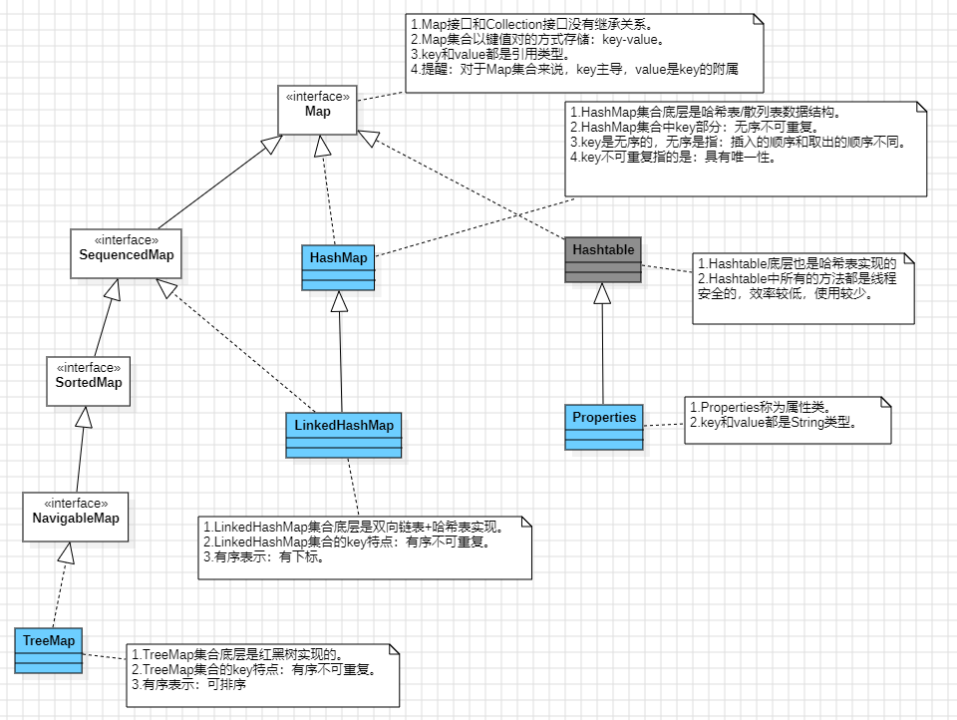 1.Map接口和Collection接口没有继承关系。
2.Map集合以键值对的方式存储：key-value。
3.key和value都是引用类型。
4.提醒：对于Map集合来说，key主导，value是key的附属
«interface»
Map
1.HashMap集合底层是哈希表/散列表数据结构。
2.HashMap集合中key部分：无序不可重复。
3.key是无序的，无序是指：插入的顺序和取出的顺序不同。
4.key不可重复指的是：具有唯一性。
«interface»
SequencedMap
HashMap
Hashtable
1.Hashtable底层也是哈希表实现的
2.Hashtable中所有的方法都是线程
安全的，效率较低，使用较少。
«interface»
SortedMap
LinkedHashMap
Properties
1.Properties称为属性类。
2.key和value都是String类型。
«interface»
NavigableMap
1.LinkedHashMap集合底层是双向链表+哈希表实现。
2.LinkedHashMap集合的key特点：有序不可重复。
3.有序表示：有下标。
TreeMap
1.TreeMap集合底层是红黑树实现的。
2.TreeMap集合的key特点：有序不可重复。
3.有序表示：可排序